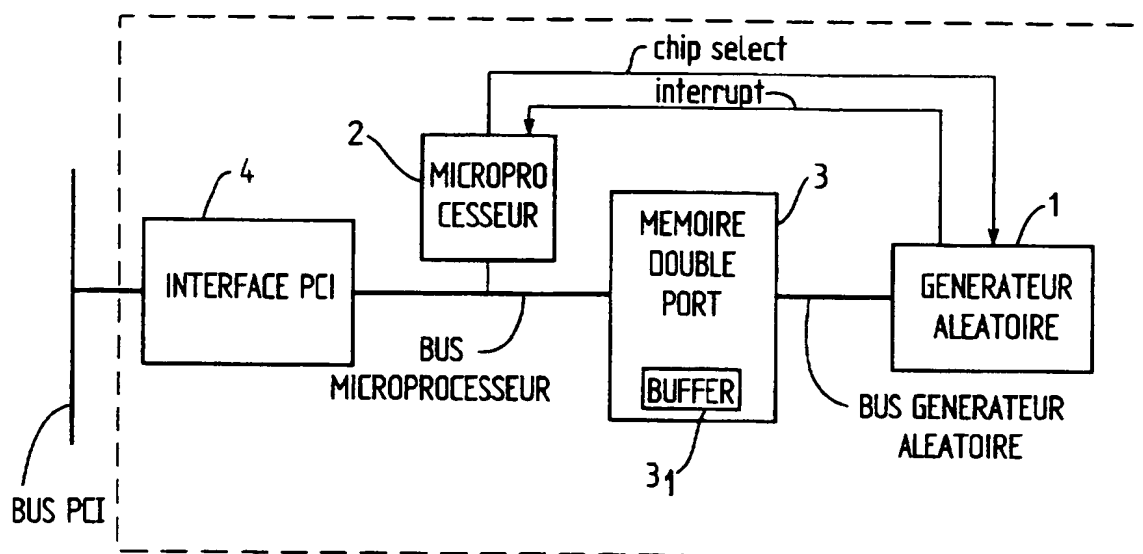 chip select
interrupt
2
MICROPRO
CESSEUR
4
INTERFACE PCI
3
MEMOIRE
DOUBLE
PORT
BUFFER
3₁
1
GENERATEUR
ALEATOIRE
BUS
MICROPROCESSEUR
BUS GENERATEUR
ALEATOIRE
BUS PCI